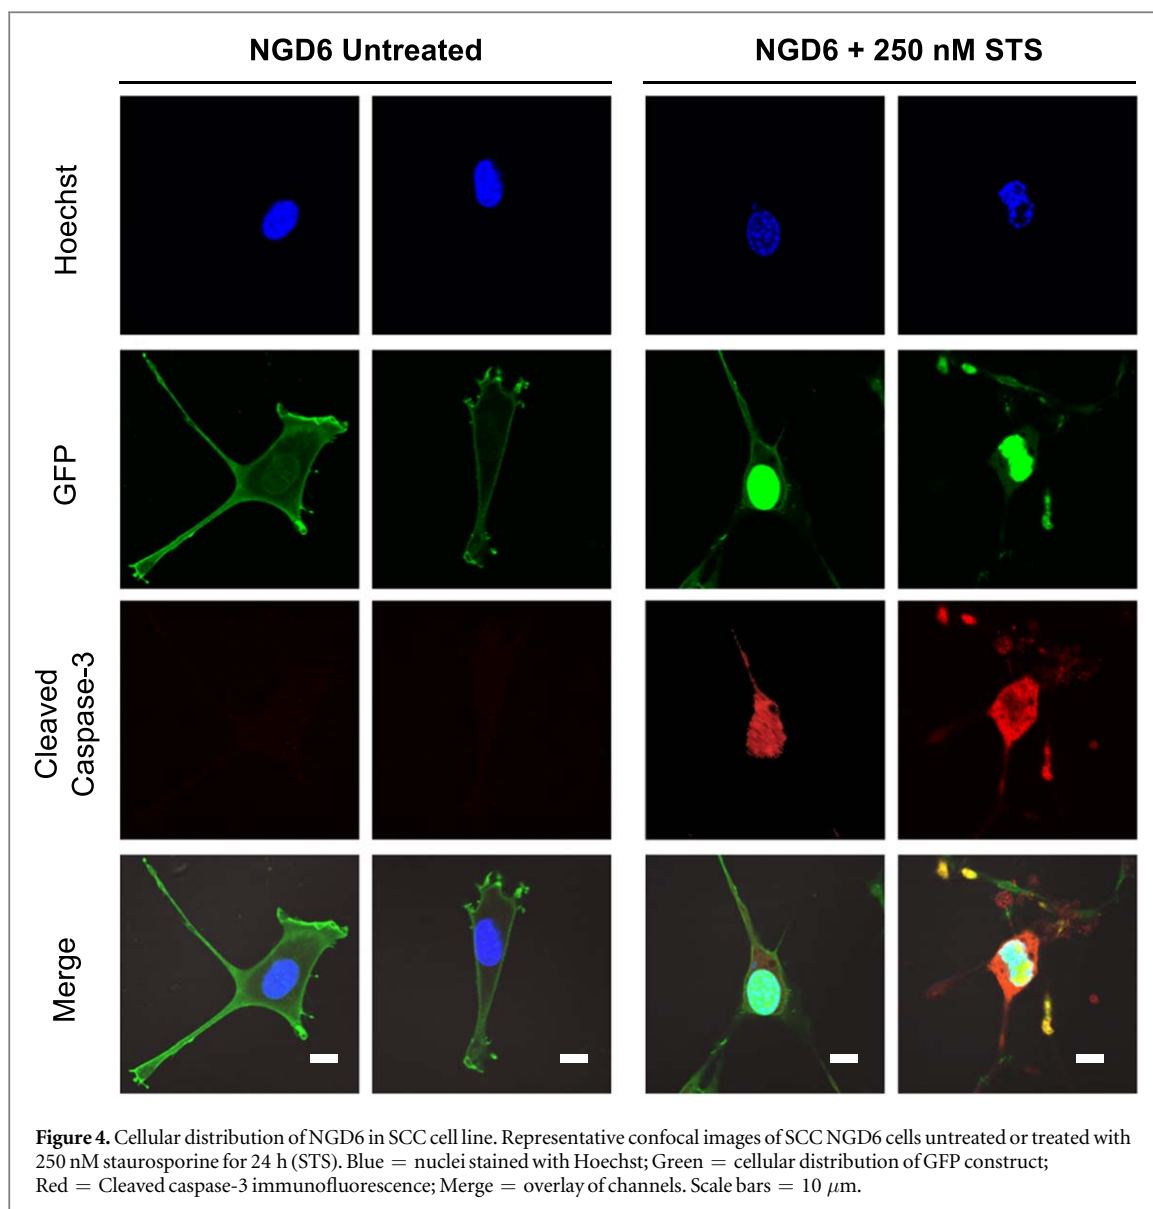 NGD6 Untreated
NGD6 + 250 nM STS
Hoechst
GFP
Cleaved
Caspase-3
Merge
Figure 4. Cellular distribution of NGD6 in SCC cell line. Representative confocal images of SCC NGD6 cells untreated or treated with
250 nM staurosporine for 24 h (STS). Blue = nuclei stained with Hoechst; Green = cellular distribution of GFP construct;
Red = Cleaved caspase-3 immunofluorescence; Merge = overlay of channels. Scale bars = 10 μm.